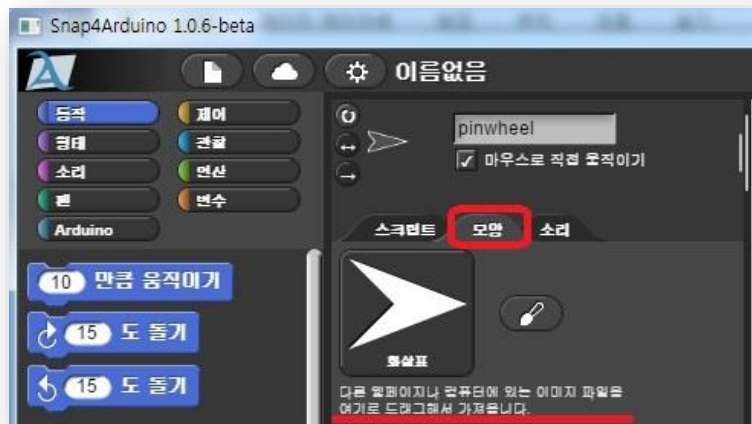 Snap4Arduino 1.0.6-beta
이름없음
동작
제어
형태
관찰
소리
연산
펜
변수
Arduino
pinwheel
마우스로 직접 움직이기
스크립트 모양 소리
10 만큼 움직이기
15 도 돌기
15 도 돌기
화살표
다른 웹페이지나 컴퓨터에 있는 이미지 파일을
여기로 드래그해서 가져옵니다.